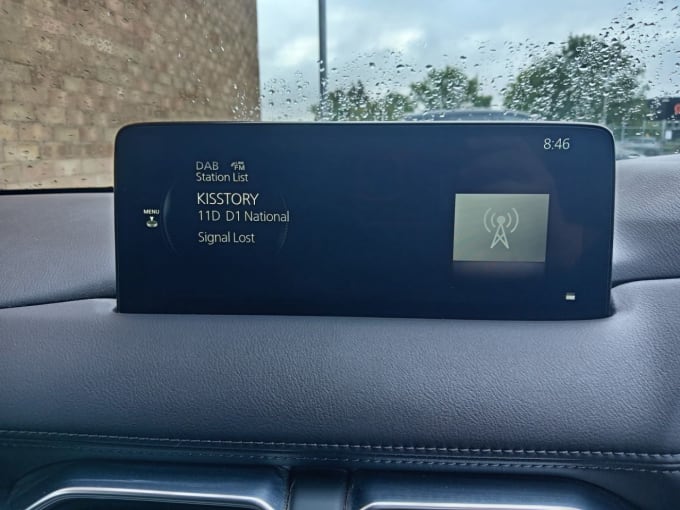 8:46
DAB FM
Station List
KISSTORY
MENU
11D D1 National
Signal Lost